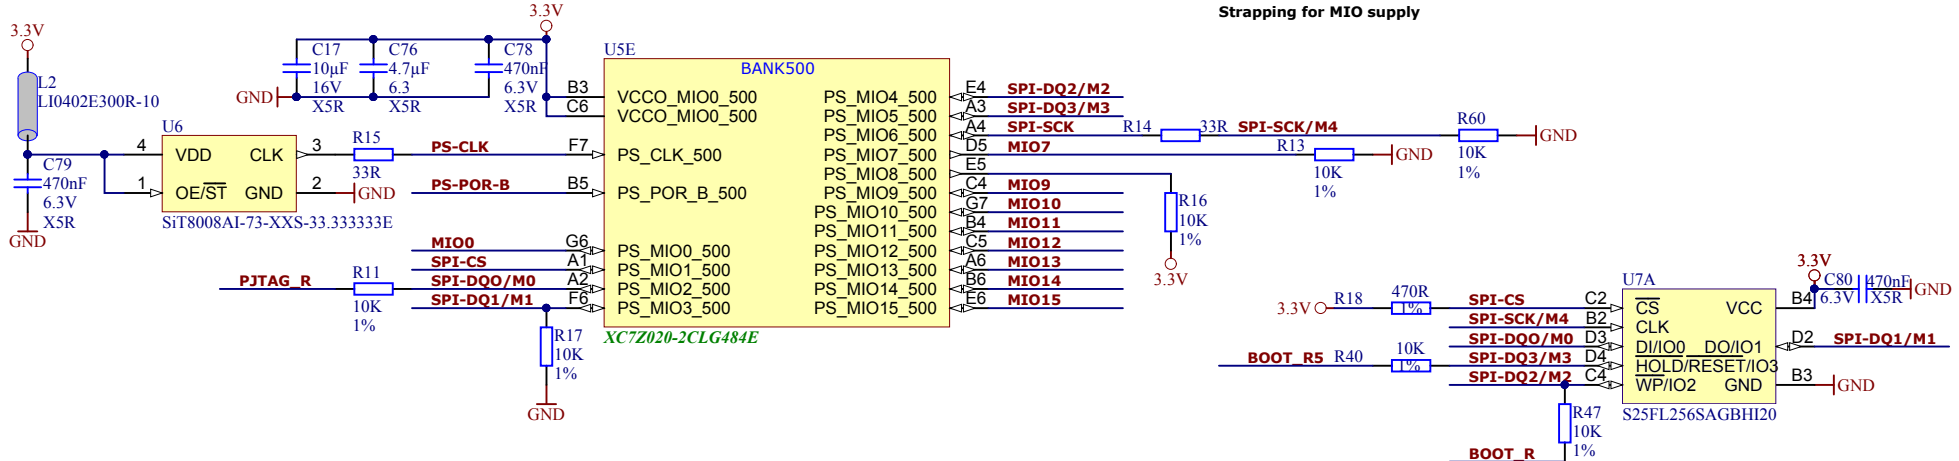 Strapping for MIO supply
3.3V
L2
LI0402E300R-10
C79
470nF
6.3V
X5R
GND
U6
4 VDD CLK 3
1 OE/ST GND 2
GND
SiT8008AI-73-XXS-33.333333E
R15
33R
3.3V
C17
10µF
16V
X5R
C76
4.7µF
6.3
X5R
C78
470nF
6.3V
X5R
GND
U5E
BANK500
B3 VCCO_MIO0_500
C6 VCCO_MIO0_500
PS-CLK F7 PS_CLK_500
PS-POR-B B5 PS_POR_B_500
MIO0 G6 PS_MIO0_500
SPI-CS A1 PS_MIO1_500
PJTAG_R R11 SPI-DQO/M0 A2 PS_MIO2_500
10K
1%
SPI-DQ1/M1 F6 PS_MIO3_500
R17
10K
1%
GND
PS_MIO4_500 E4 SPI-DQ2/M2
PS_MIO5_500 A3 SPI-DQ3/M3
PS_MIO6_500 A4 SPI-SCK R14 33R SPI-SCK/M4
R60
10K
1%
GND
PS_MIO7_500 D5 MIO7 R13
10K
1%
GND
PS_MIO8_500 E5
R16
10K
1%
3.3V
PS_MIO9_500 C4 MIO9
PS_MIO10_500 G7 MIO10
PS_MIO11_500 B4 MIO11
PS_MIO12_500 C5 MIO12
PS_MIO13_500 A6 MIO13
PS_MIO14_500 B6 MIO14
PS_MIO15_500 E6 MIO15
XC7Z020-2CLG484E
U7A
3.3V
C80
470nF
6.3V
X5R
GND
3.3V R18 470R
1%
SPI-CS C2 CS VCC B4
SPI-SCK/M4 B2 CLK
SPI-DQO/M0 D3 DI/IO0 DO/IO1 D2 SPI-DQ1/M1
BOOT_R5 R40 10K
1%
SPI-DQ3/M3 D4 HOLD/RESET/IO3
SPI-DQ2/M2 C4 WP/IO2 GND B3 GND
S25FL256SAGBHI20
R47
10K
1%
BOOT_R